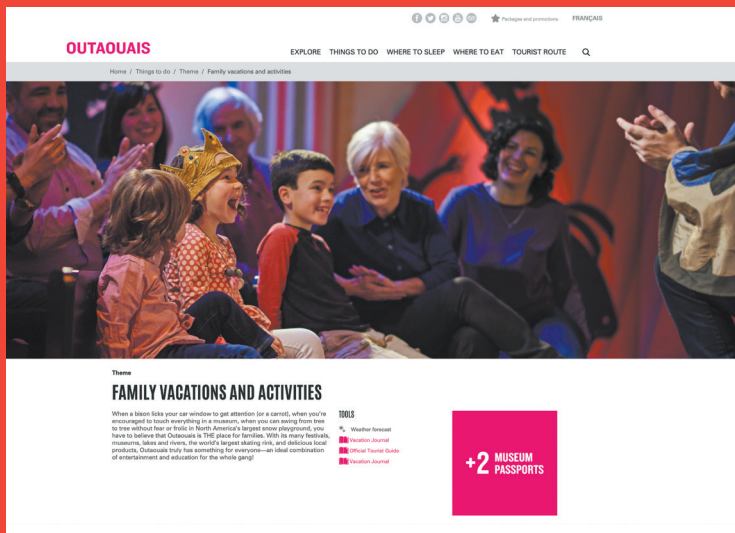 Packages and promotions FRANÇAIS
OUTAOUAIS
EXPLORE THINGS TO DO WHERE TO SLEEP WHERE TO EAT TOURIST ROUTE
Home / Things to do / Theme / Family vacations and activities
Theme
FAMILY VACATIONS AND ACTIVITIES
When a bison licks your car window to get attention (or a carrot), when you're
encouraged to touch everything in a museum, when you can swing from tree
to tree without fear or frolic in North America's largest snow playground, you
have to believe that Outaouais is THE place for families. With its many festivals,
museums, lakes and rivers, the world's largest skating rink, and delicious local
products, Outaouais truly has something for everyone—an ideal combination
of entertainment and education for the whole gang!
TOOLS
Weather forecast
Vacation Journal
Official Tourist Guide
Vacation Journal
+2 MUSEUM
PASSPORTS